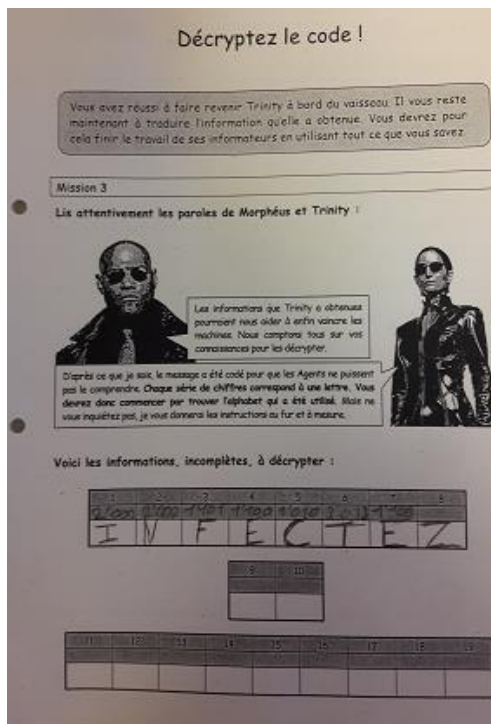 Décryptez le code !
Vous avez réussi à faire revenir Trinity à bord du vaisseau. Il vous reste
maintenant à traduire l'information qu'elle a obtenue. Vous devrez pour
cela finir le travail de ses informateurs en utilisant tout ce que vous savez.
Mission 3
Lis attentivement les paroles de Morphéus et Trinity :
Les informations que Trinity a obtenues
pourraient nous aider à enfin vaincre les
machines. Nous comptons tous sur vos
connaissances pour les décrypter.
D'après ce que je sais, le message a été codé pour que les Agents ne puissent
pas le comprendre. Chaque série de chiffres correspond à une lettre. Vous
devrez donc commencer par trouver l'alphabet qui a été utilisé. Mais ne
vous inquiétez pas, je vous donnerai les instructions au fur et à mesure.
Voici les informations, incomplètes, à décrypter :
1 2 3 4 5 6 7 8
I N F E C T E Z
9 10
11 12 13 14 15 16 17 18 19